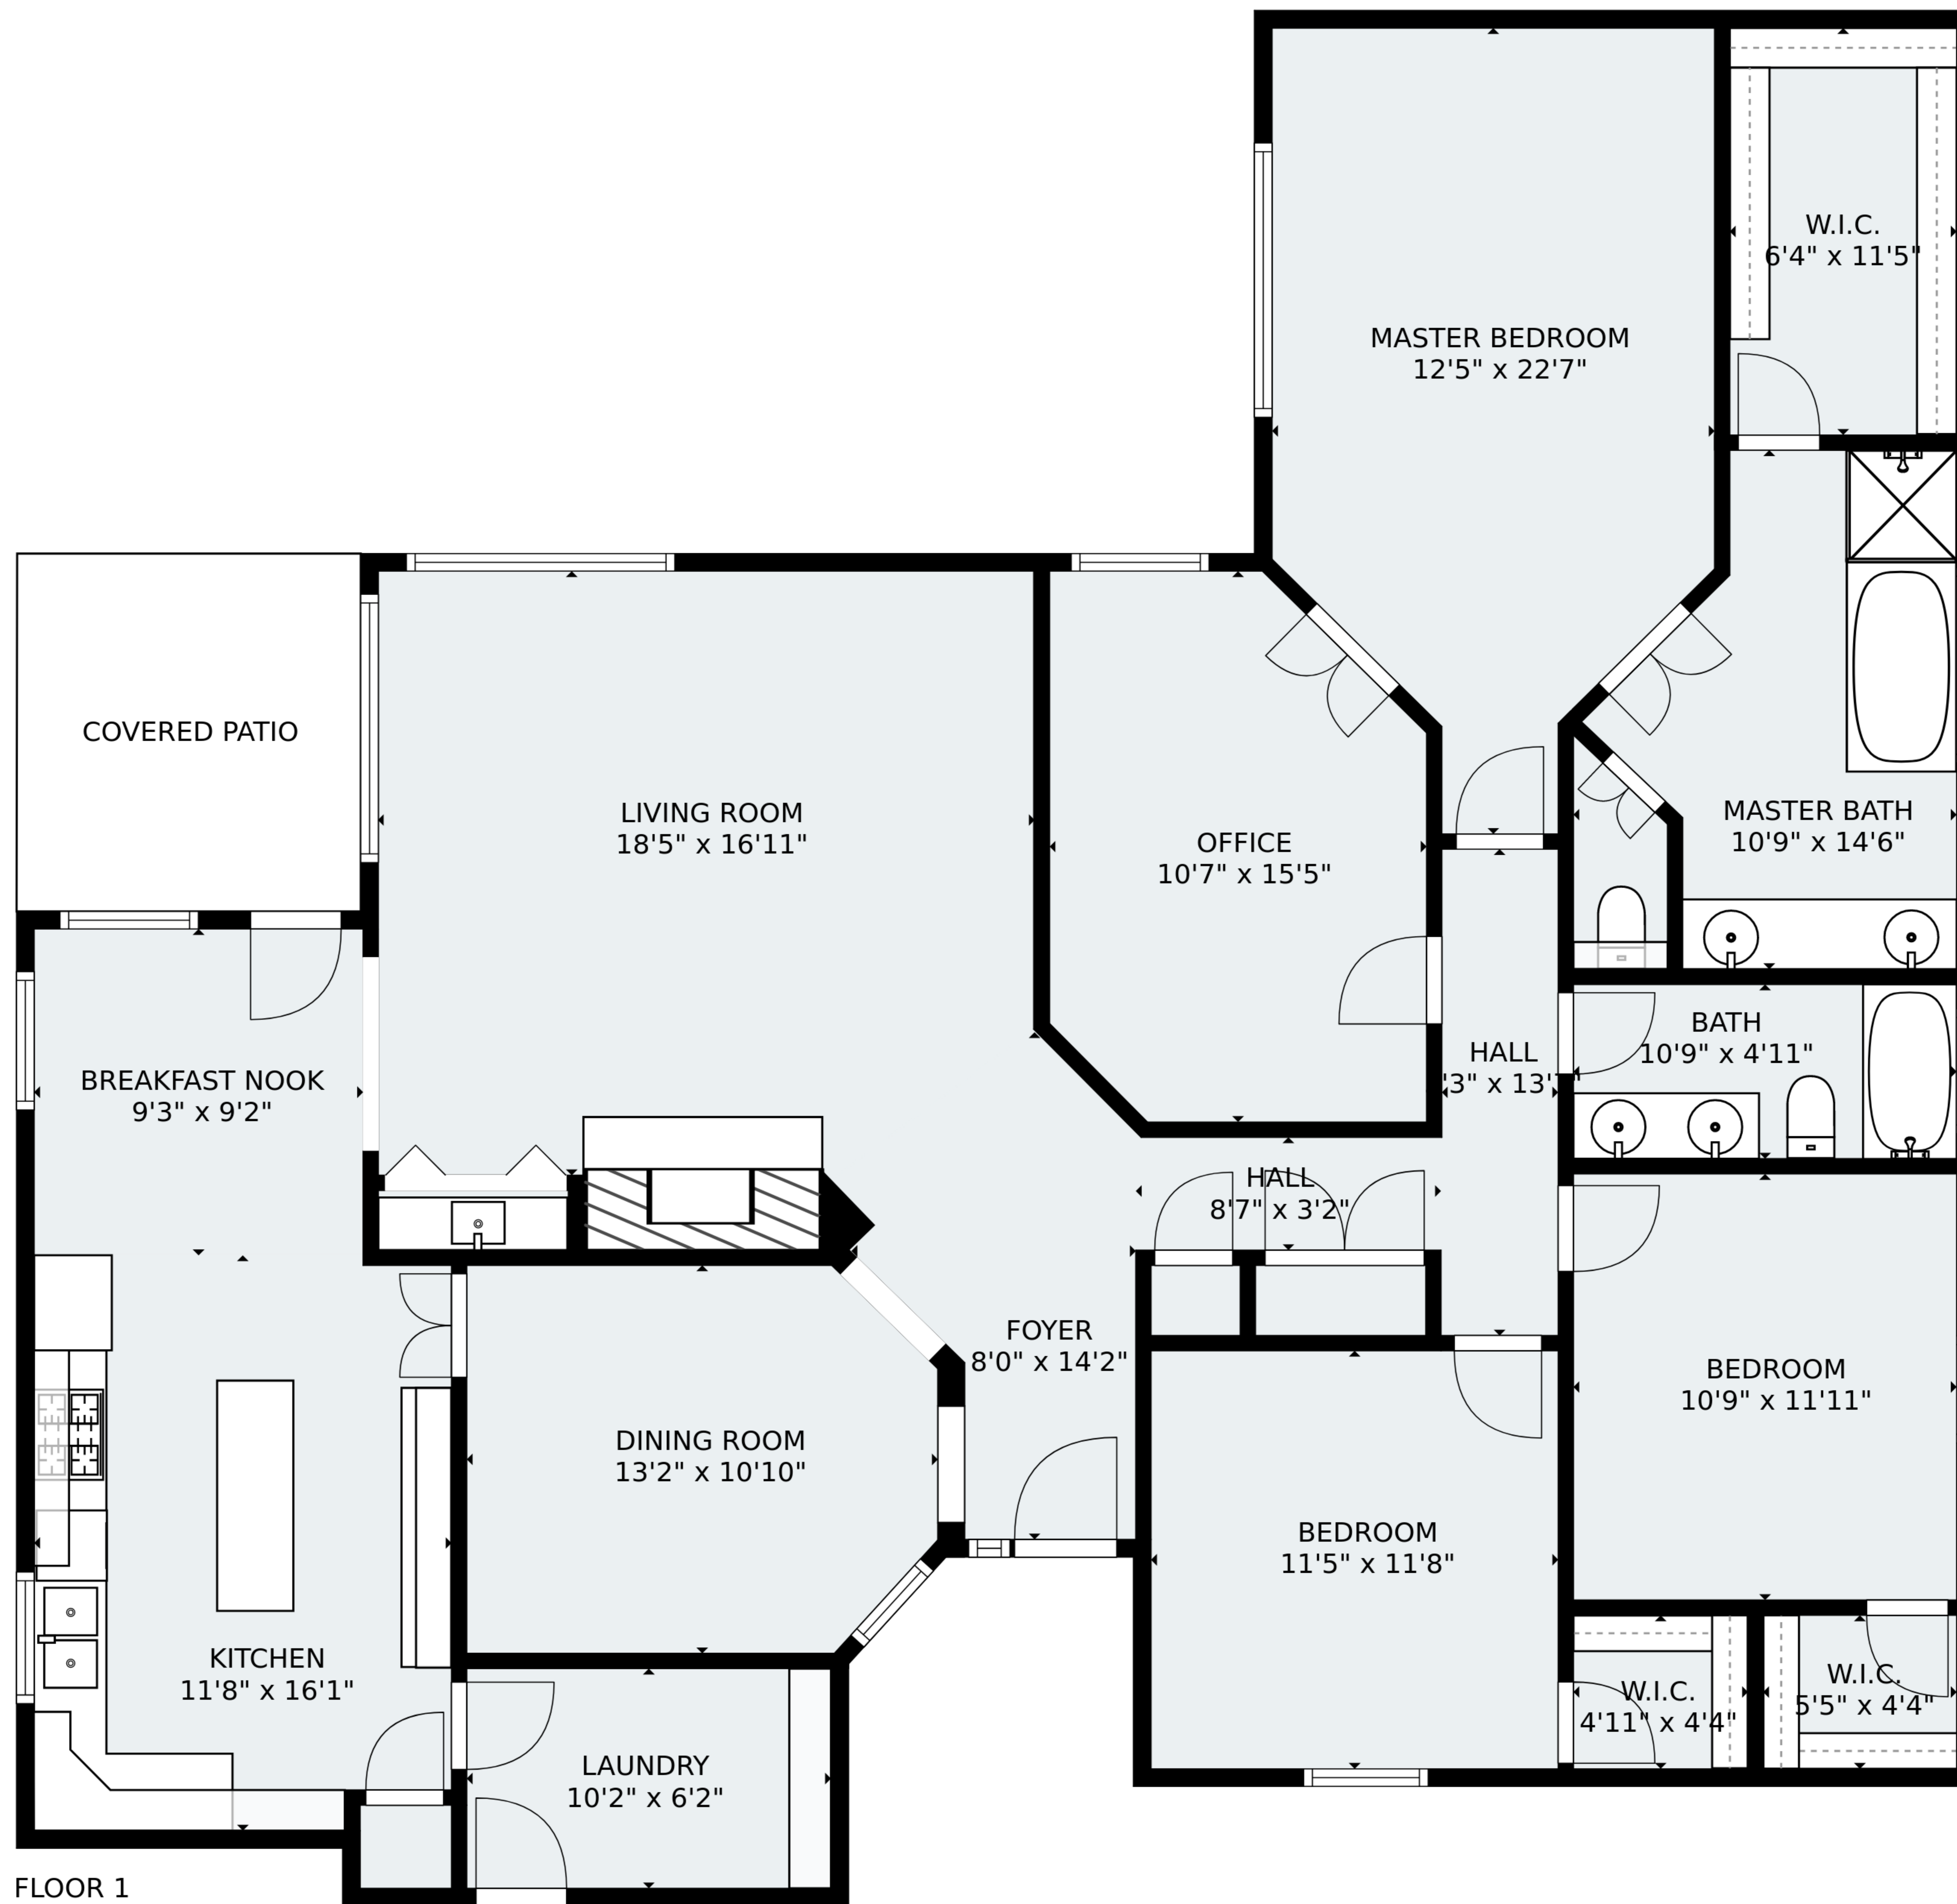 W.I.C.
6'4" x 11'5"
MASTER BEDROOM
12'5" x 22'7"
COVERED PATIO
LIVING ROOM
18'5" x 16'11"
OFFICE
10'7" x 15'5"
MASTER BATH
10'9" x 14'6"
BREAKFAST NOOK
9'3" x 9'2"
HALL
'3" x 13'
BATH
10'9" x 4'11"
HALL
8'7" x 3'2"
FOYER
8'0" x 14'2"
BEDROOM
10'9" x 11'11"
DINING ROOM
13'2" x 10'10"
BEDROOM
11'5" x 11'8"
KITCHEN
11'8" x 16'1"
W.I.C.
4'11" x 4'4"
W.I.C.
5'5" x 4'4"
LAUNDRY
10'2" x 6'2"
FLOOR 1